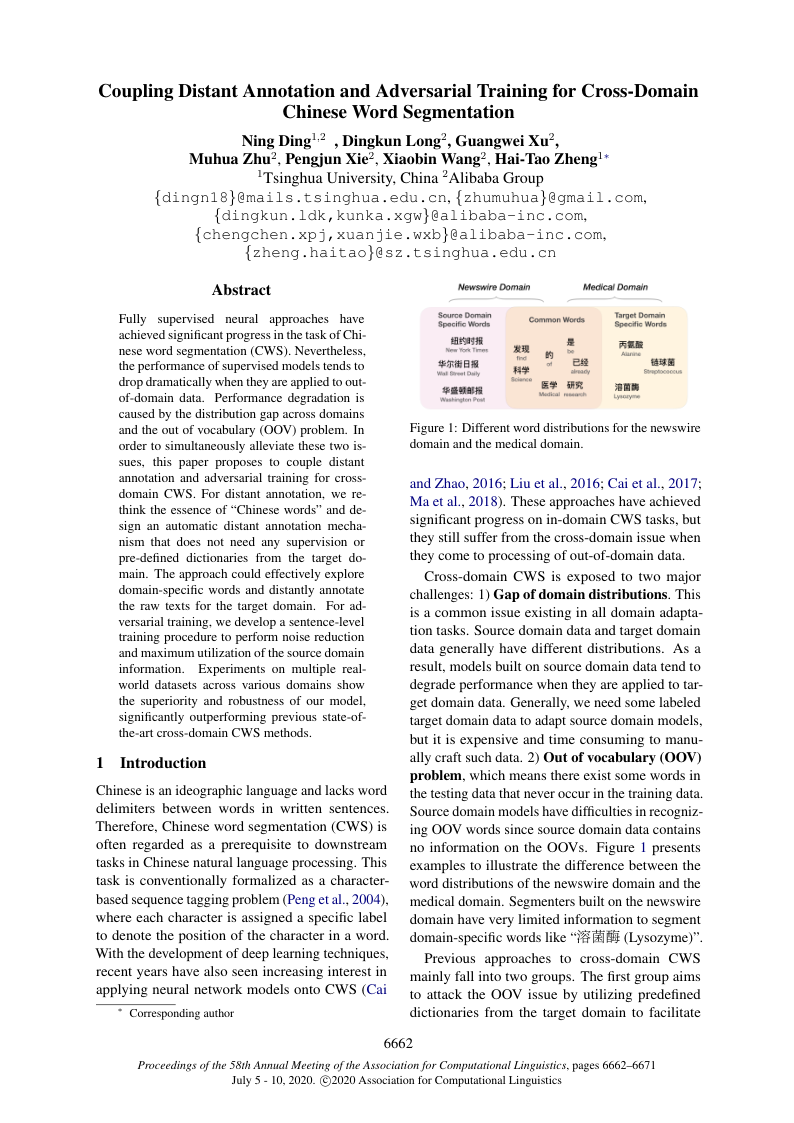 Coupling Distant Annotation and Adversarial Training for Cross-Domain
Chinese Word Segmentation
Ning Ding1,2 , Dingkun Long2, Guangwei Xu2,
Muhua Zhu2, Pengjun Xie2, Xiaobin Wang2, Hai-Tao Zheng1*
1Tsinghua University, China 2Alibaba Group
{dingn18}@mails.tsinghua.edu.cn, {zhumuhua}@gmail.com,
{dingkun.ldk,kunka.xgw}@alibaba-inc.com,
{chengchen.xpj,xuanjie.wxb}@alibaba-inc.com,
{zheng.haitao}@sz.tsinghua.edu.cn
Abstract
Fully supervised neural approaches have
achieved significant progress in the task of Chi-
nese word segmentation (CWS). Nevertheless,
the performance of supervised models tends to
drop dramatically when they are applied to out-
of-domain data. Performance degradation is
caused by the distribution gap across domains
and the out of vocabulary (OOV) problem. In
order to simultaneously alleviate these two is-
sues, this paper proposes to couple distant
annotation and adversarial training for cross-
domain CWS. For distant annotation, we re-
think the essence of “Chinese words” and de-
sign an automatic distant annotation mecha-
nism that does not need any supervision or
pre-defined dictionaries from the target do-
main. The approach could effectively explore
domain-specific words and distantly annotate
the raw texts for the target domain. For ad-
versarial training, we develop a sentence-level
training procedure to perform noise reduction
and maximum utilization of the source domain
information. Experiments on multiple real-
world datasets across various domains show
the superiority and robustness of our model,
significantly outperforming previous state-of-
the-art cross-domain CWS methods.
1 Introduction
Chinese is an ideographic language and lacks word
delimiters between words in written sentences.
Therefore, Chinese word segmentation (CWS) is
often regarded as a prerequisite to downstream
tasks in Chinese natural language processing. This
task is conventionally formalized as a character-
based sequence tagging problem (Peng et al., 2004),
where each character is assigned a specific label
to denote the position of the character in a word.
With the development of deep learning techniques,
recent years have also seen increasing interest in
applying neural network models onto CWS (Cai
* Corresponding author
Newswire Domain
Medical Domain
Source Domain
Specific Words
Common Words
Target Domain
Specific Words
纽约时报
New York Times
华尔街日报
Wall Street Daily
华盛顿邮报
Washington Post
发现
find
科学
Science
的
of
是
be
已经
already
医学
Medical
研究
research
丙氨酸
Alanine
链球菌
Streptococcus
溶菌酶
Lysozyme
Figure 1: Different word distributions for the newswire
domain and the medical domain.
and Zhao, 2016; Liu et al., 2016; Cai et al., 2017;
Ma et al., 2018). These approaches have achieved
significant progress on in-domain CWS tasks, but
they still suffer from the cross-domain issue when
they come to processing of out-of-domain data.
Cross-domain CWS is exposed to two major
challenges: 1) Gap of domain distributions. This
is a common issue existing in all domain adapta-
tion tasks. Source domain data and target domain
data generally have different distributions. As a
result, models built on source domain data tend to
degrade performance when they are applied to tar-
get domain data. Generally, we need some labeled
target domain data to adapt source domain models,
but it is expensive and time consuming to manu-
ally craft such data. 2) Out of vocabulary (OOV)
problem, which means there exist some words in
the testing data that never occur in the training data.
Source domain models have difficulties in recogniz-
ing OOV words since source domain data contains
no information on the OOVs. Figure 1 presents
examples to illustrate the difference between the
word distributions of the newswire domain and the
medical domain. Segmenters built on the newswire
domain have very limited information to segment
domain-specific words like “溶菌酶 (Lysozyme)”.
Previous approaches to cross-domain CWS
mainly fall into two groups. The first group aims
to attack the OOV issue by utilizing predefined
dictionaries from the target domain to facilitate
6662
Proceedings of the 58th Annual Meeting of the Association for Computational Linguistics, pages 6662–6671
July 5 - 10, 2020. ©2020 Association for Computational Linguistics